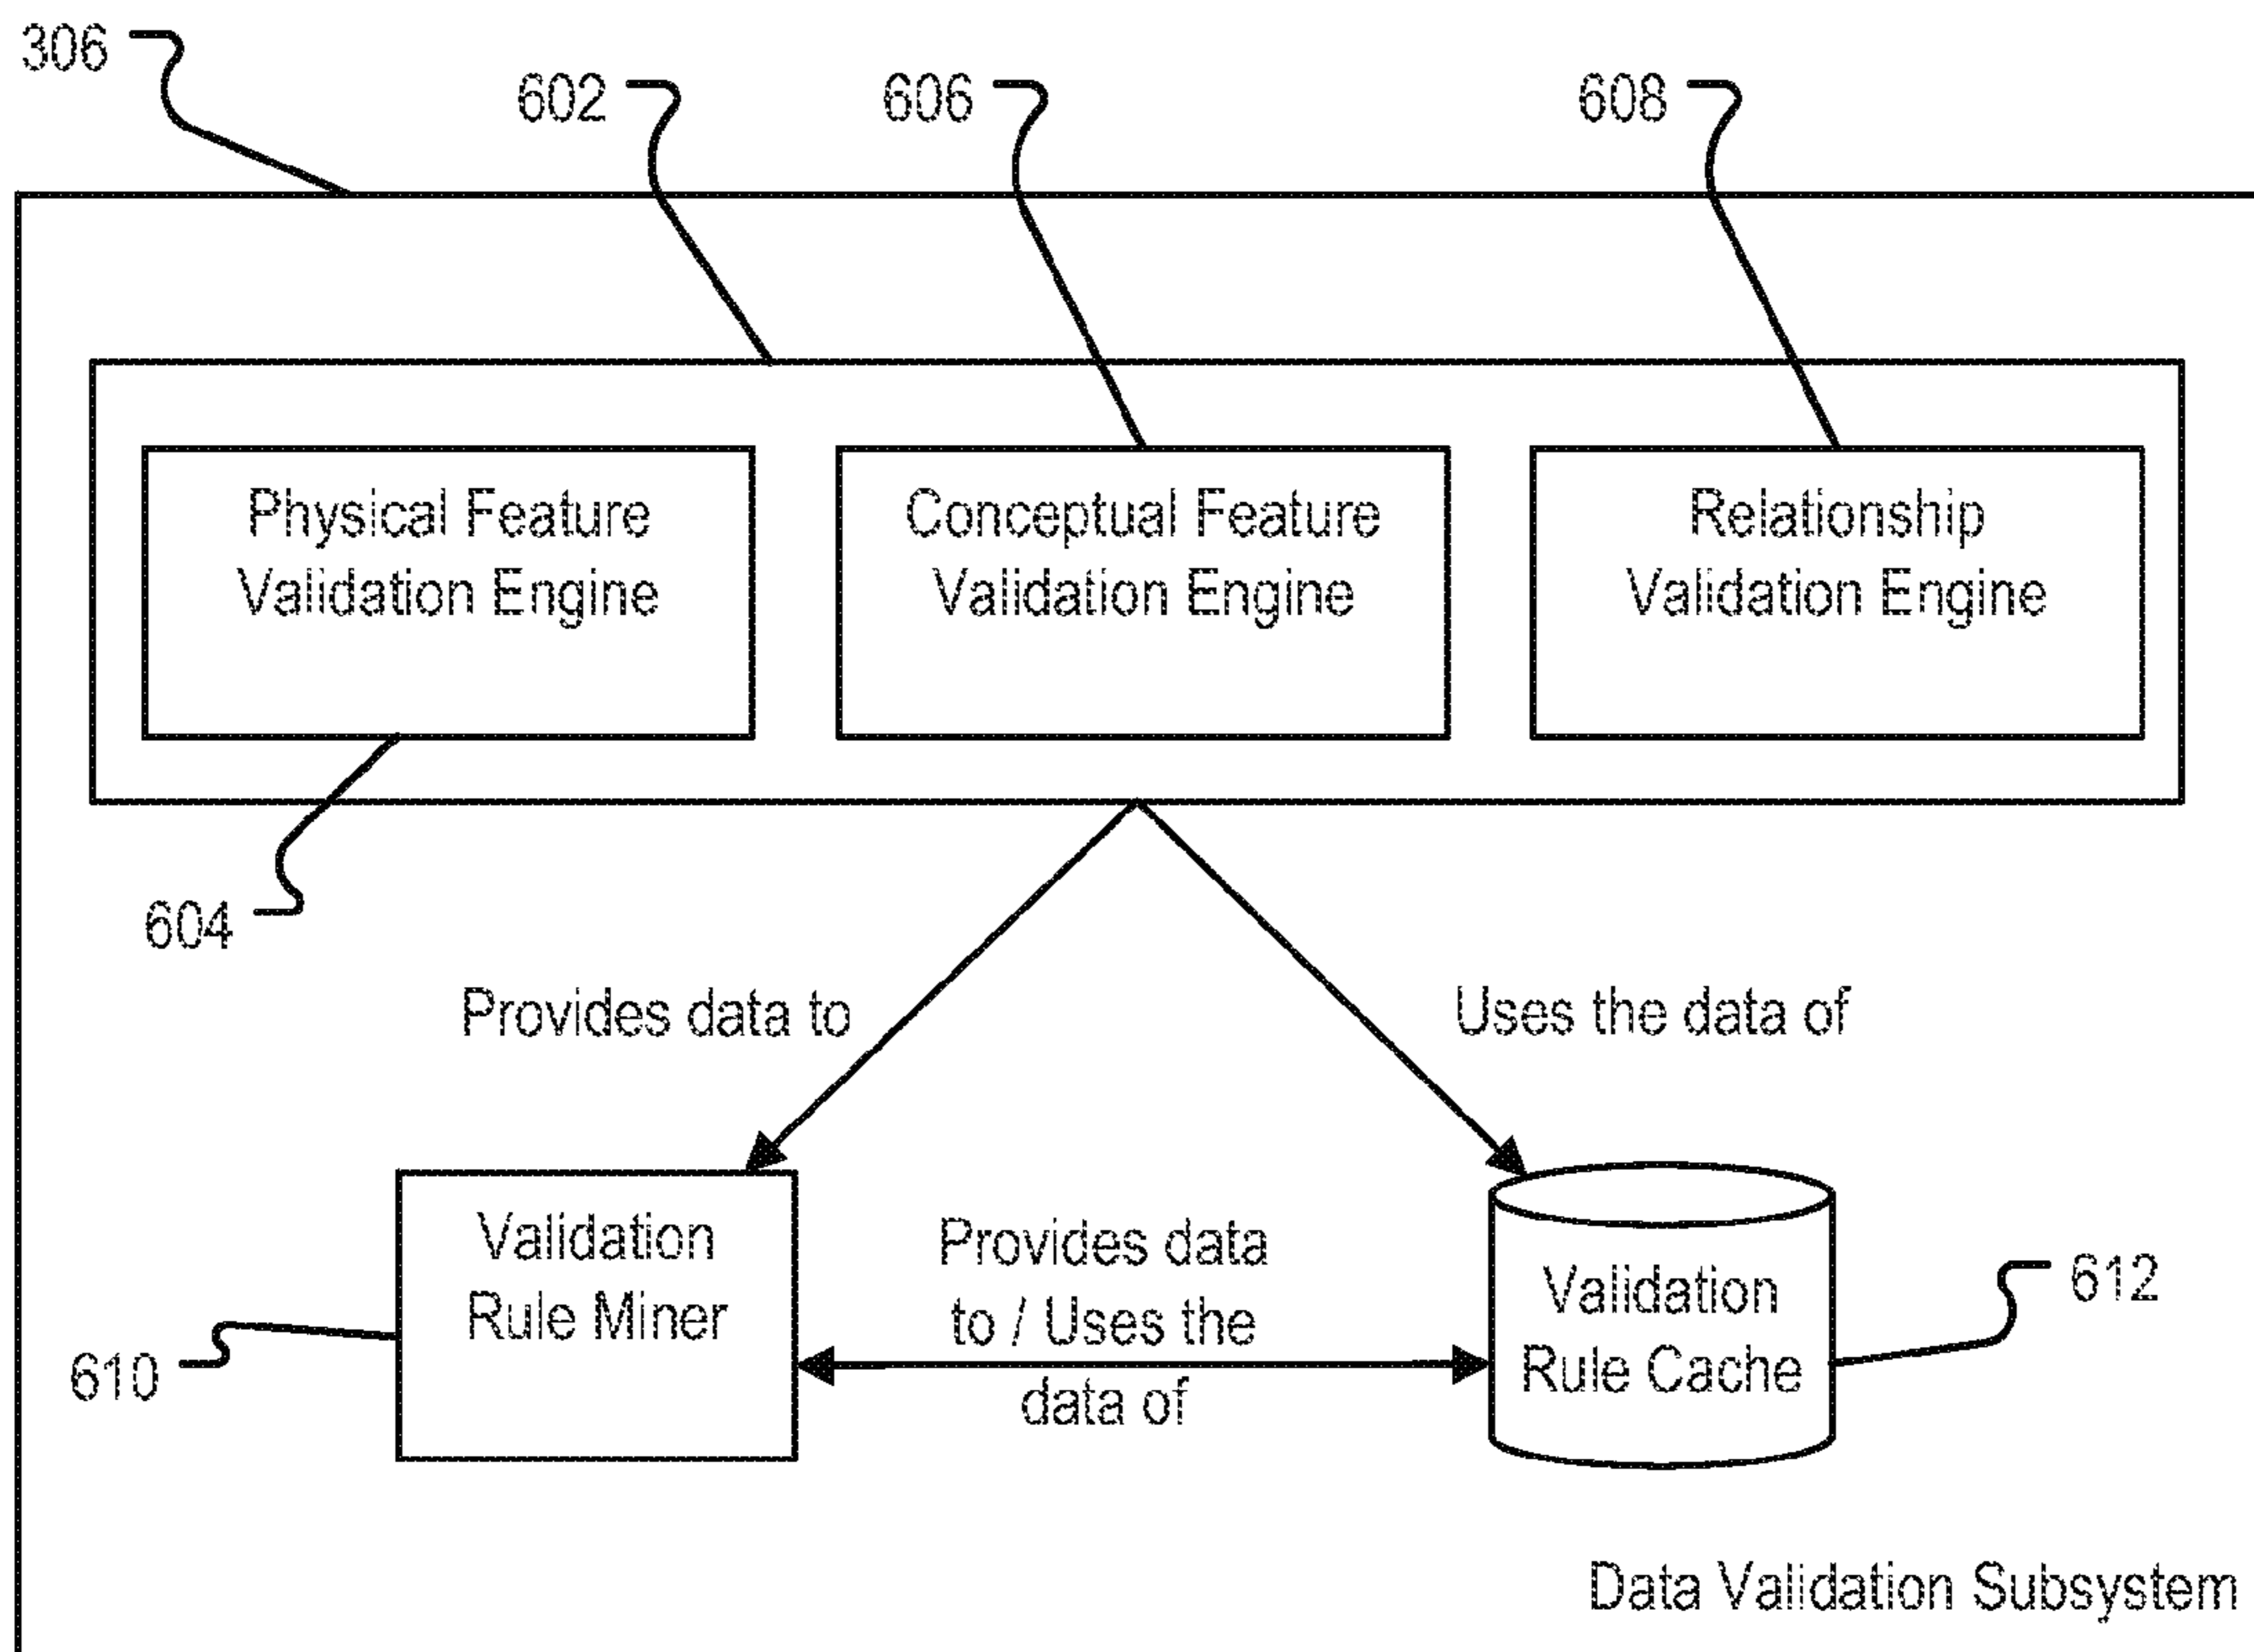 306
602
606
608
Physical Feature
Validation Engine
Conceptual Feature
Validation Engine
Relationship
Validation Engine
604
Provides data to
Uses the data of
Validation
Rule Miner
610
Provides data
to / Uses the
data of
Validation
Rule Cache
612
Data Validation Subsystem